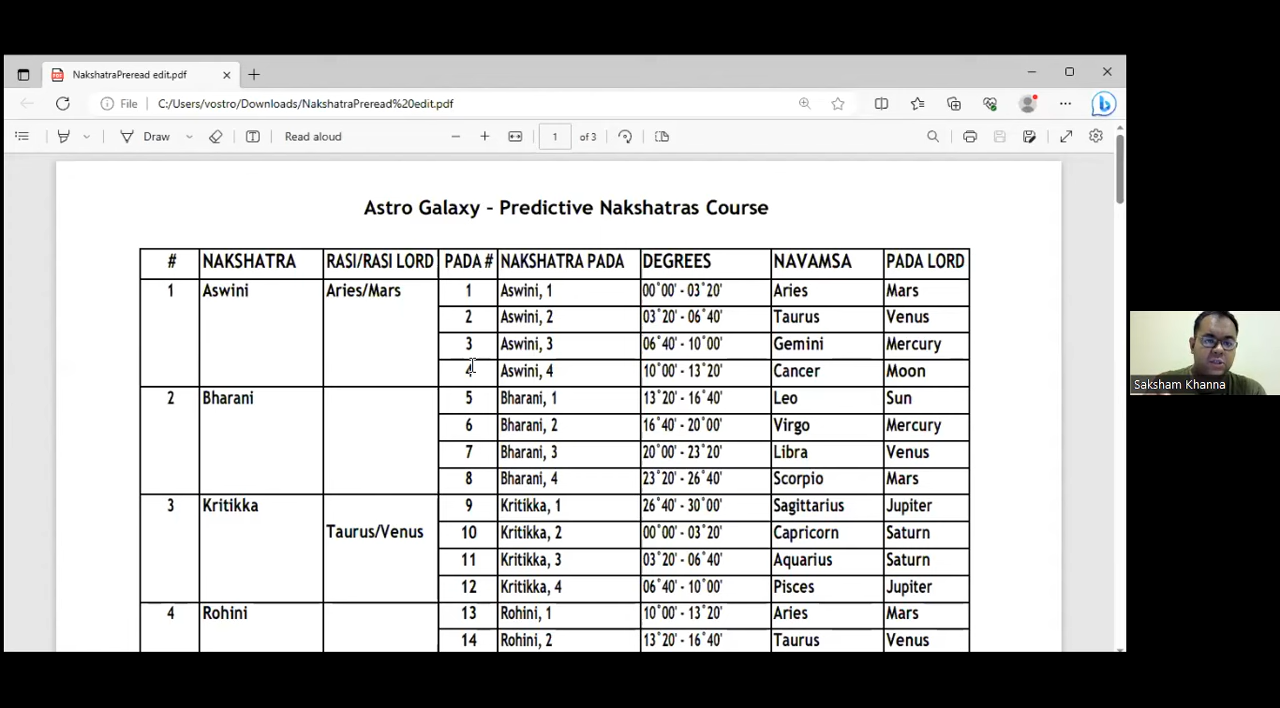 NakshatraPreread edit.pdf
File C:/Users/vostro/Downloads/NakshatraPreread%20edit.pdf
Draw Read aloud 1 of 3
Astro Galaxy - Predictive Nakshatras Course
# NAKSHATRA RASI/RASI LORD PADA # NAKSHATRA PADA DEGREES NAVAMSA PADA LORD
1 Aswini Aries/Mars 1 Aswini, 1 00°00' - 03°20' Aries Mars
2 Aswini, 2 03°20' - 06°40' Taurus Venus
3 Aswini, 3 06°40' - 10°00' Gemini Mercury
4 Aswini, 4 10°00' - 13°20' Cancer Moon
2 Bharani 5 Bharani, 1 13°20' - 16°40' Leo Sun
6 Bharani, 2 16°40' - 20°00' Virgo Mercury
7 Bharani, 3 20°00' - 23°20' Libra Venus
8 Bharani, 4 23°20' - 26°40' Scorpio Mars
3 Kritikka 9 Kritikka, 1 26°40' - 30°00' Sagittarius Jupiter
Taurus/Venus 10 Kritikka, 2 00°00' - 03°20' Capricorn Saturn
11 Kritikka, 3 03°20' - 06°40' Aquarius Saturn
12 Kritikka, 4 06°40' - 10°00' Pisces Jupiter
4 Rohini 13 Rohini, 1 10°00' - 13°20' Aries Mars
14 Rohini, 2 13°20' - 16°40' Taurus Venus
Saksham Khanna